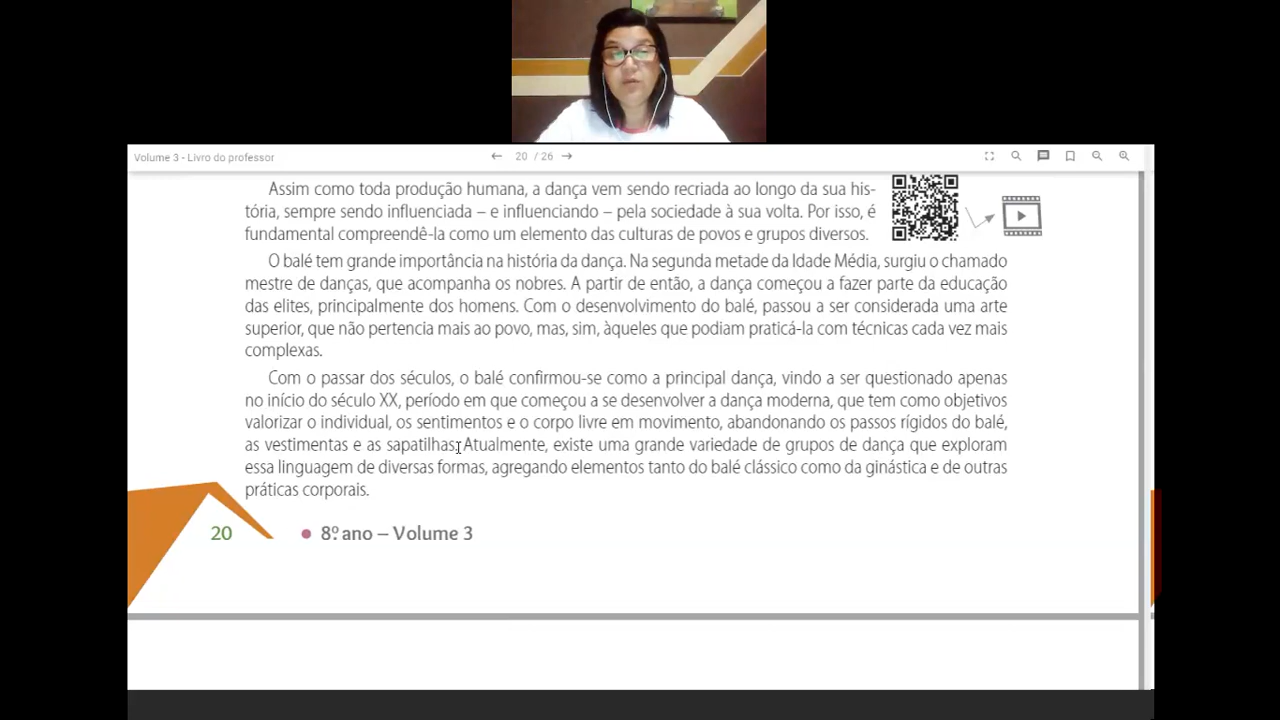 Volume 3 - Livro do professor
20 / 26
Assim como toda produção humana, a dança vem sendo recriada ao longo da sua his-
tória, sempre sendo influenciada – e influenciando – pela sociedade à sua volta. Por isso, é
fundamental compreendê-la como um elemento das culturas de povos e grupos diversos.
O balé tem grande importância na história da dança. Na segunda metade da Idade Média, surgiu o chamado
mestre de danças, que acompanha os nobres. A partir de então, a dança começou a fazer parte da educação
das elites, principalmente dos homens. Com o desenvolvimento do balé, passou a ser considerada uma arte
superior, que não pertencia mais ao povo, mas, sim, àqueles que podiam praticá-la com técnicas cada vez mais
complexas.
Com o passar dos séculos, o balé confirmou-se como a principal dança, vindo a ser questionado apenas
no início do século XX, período em que começou a se desenvolver a dança moderna, que tem como objetivos
valorizar o individual, os sentimentos e o corpo livre em movimento, abandonando os passos rígidos do balé,
as vestimentas e as sapatilhas. Atualmente, existe uma grande variedade de grupos de dança que exploram
essa linguagem de diversas formas, agregando elementos tanto do balé clássico como da ginástica e de outras
práticas corporais.
20
8º. ano – Volume 3